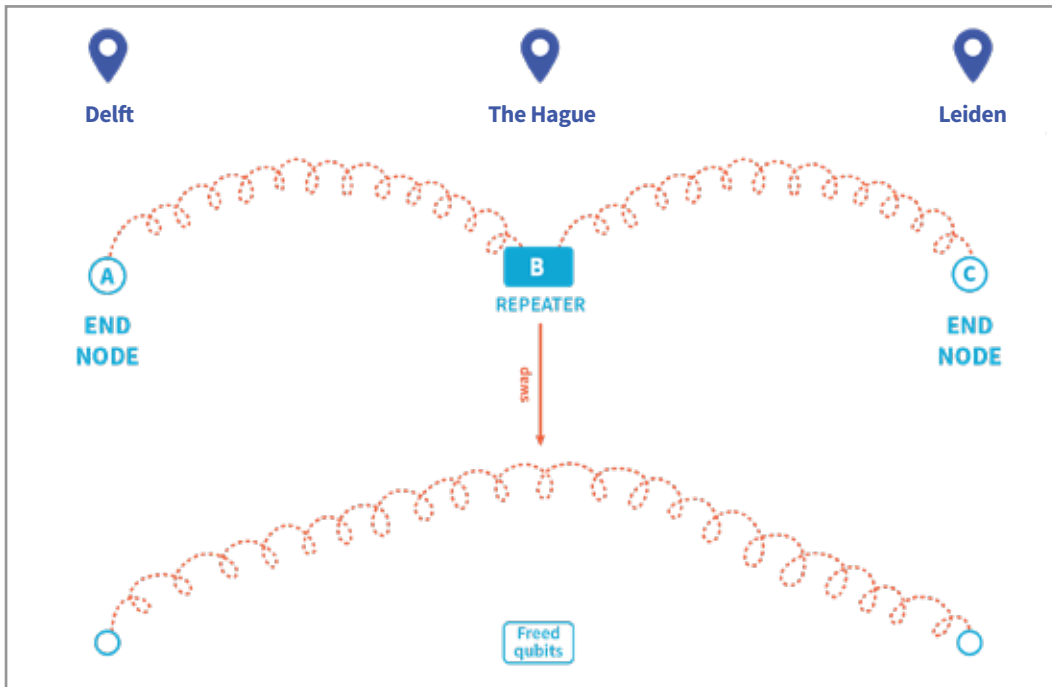 Delft
The Hague
Leiden
A
B
C
REPEATER
END
NODE
END
NODE
swap
Freed
qubits